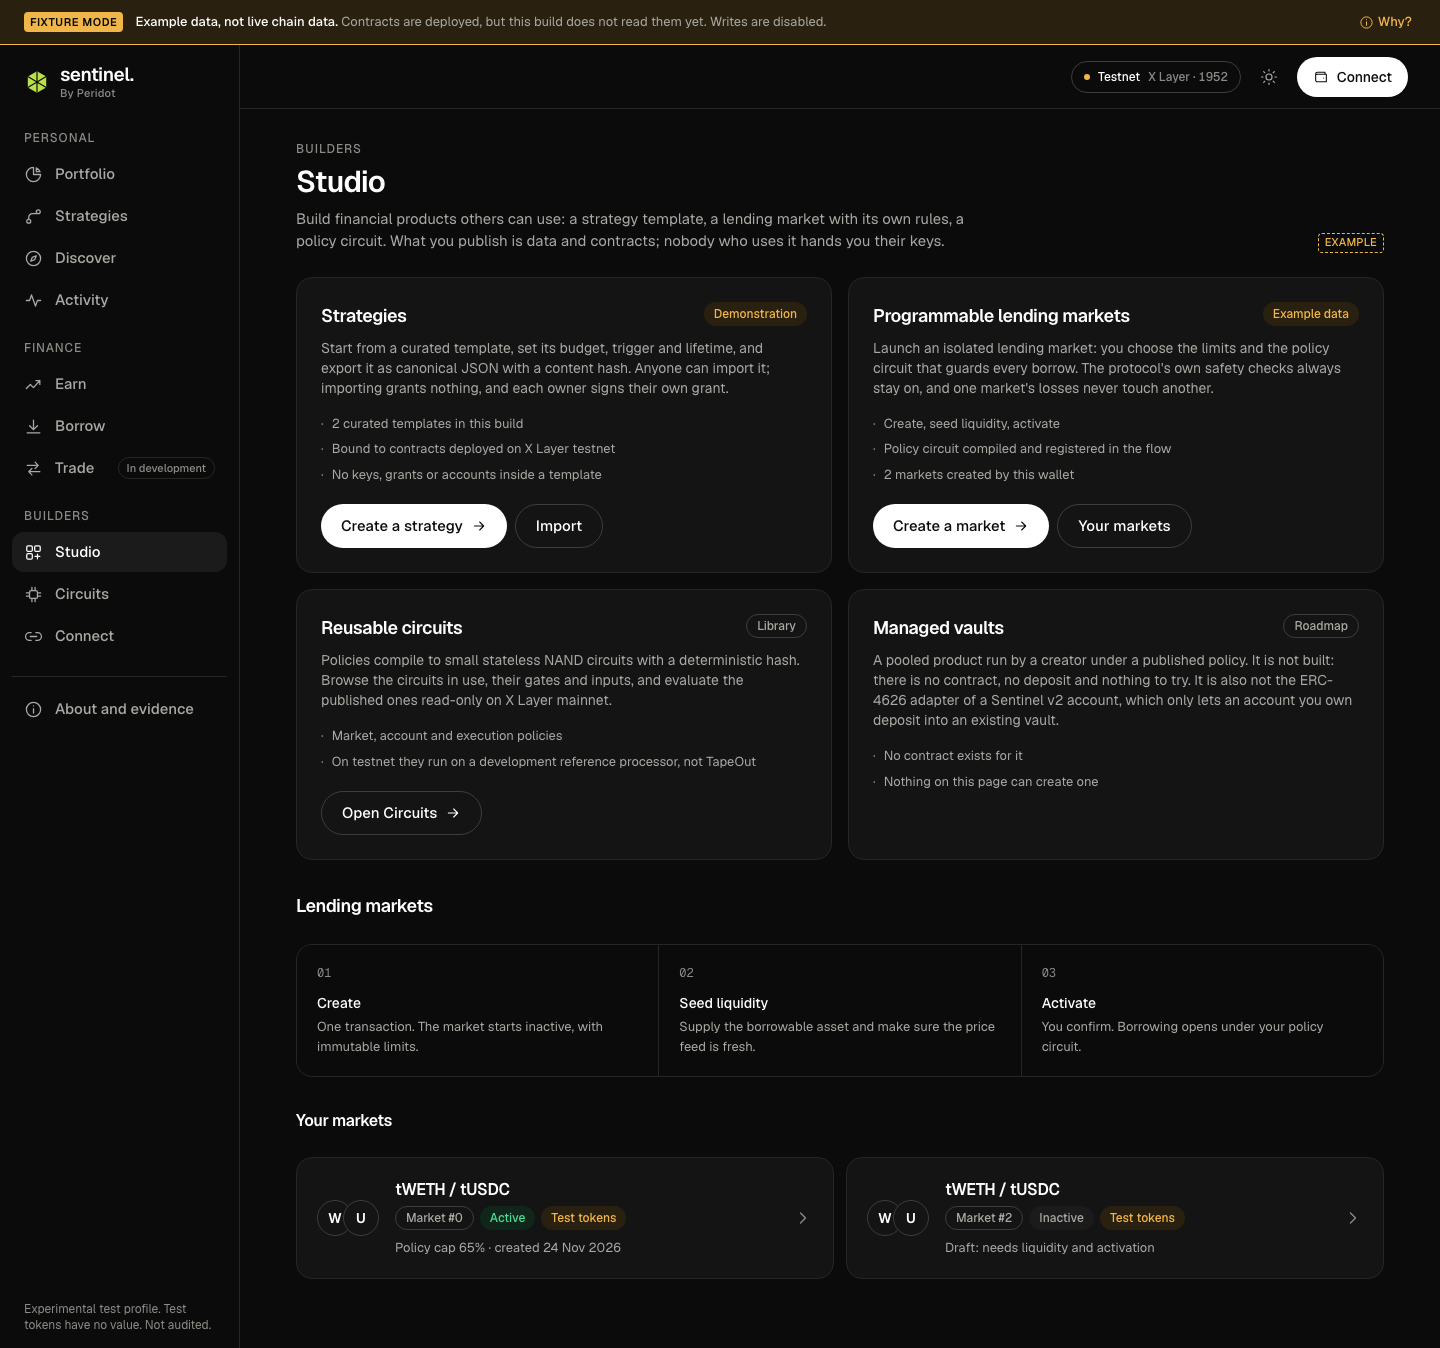 FIXTURE MODE Example data, not live chain data. Contracts are deployed, but this build does not read them yet. Writes are disabled. Why?
sentinel.
By Peridot
Testnet X Layer · 1952 Connect
PERSONAL
Portfolio
Strategies
Discover
Activity
FINANCE
Earn
Borrow
Trade In development
BUILDERS
Studio
Circuits
Connect
About and evidence
Experimental test profile. Test
tokens have no value. Not audited.
BUILDERS
Studio
Build financial products others can use: a strategy template, a lending market with its own rules, a
policy circuit. What you publish is data and contracts; nobody who uses it hands you their keys.
EXAMPLE
Strategies Demonstration
Start from a curated template, set its budget, trigger and lifetime, and
export it as canonical JSON with a content hash. Anyone can import it;
importing grants nothing, and each owner signs their own grant.
· 2 curated templates in this build
· Bound to contracts deployed on X Layer testnet
· No keys, grants or accounts inside a template
Create a strategy → Import
Programmable lending markets Example data
Launch an isolated lending market: you choose the limits and the policy
circuit that guards every borrow. The protocol's own safety checks always
stay on, and one market's losses never touch another.
· Create, seed liquidity, activate
· Policy circuit compiled and registered in the flow
· 2 markets created by this wallet
Create a market → Your markets
Reusable circuits Library
Policies compile to small stateless NAND circuits with a deterministic hash.
Browse the circuits in use, their gates and inputs, and evaluate the
published ones read-only on X Layer mainnet.
· Market, account and execution policies
· On testnet they run on a development reference processor, not TapeOut
Open Circuits →
Managed vaults Roadmap
A pooled product run by a creator under a published policy. It is not built:
there is no contract, no deposit and nothing to try. It is also not the ERC-
4626 adapter of a Sentinel v2 account, which only lets an account you own
deposit into an existing vault.
· No contract exists for it
· Nothing on this page can create one
Lending markets
01
Create
One transaction. The market starts inactive, with
immutable limits.
02
Seed liquidity
Supply the borrowable asset and make sure the price
feed is fresh.
03
Activate
You confirm. Borrowing opens under your policy
circuit.
Your markets
W U
tWETH / tUSDC
Market #0 Active Test tokens
Policy cap 65% · created 24 Nov 2026
W U
tWETH / tUSDC
Market #2 Inactive Test tokens
Draft: needs liquidity and activation